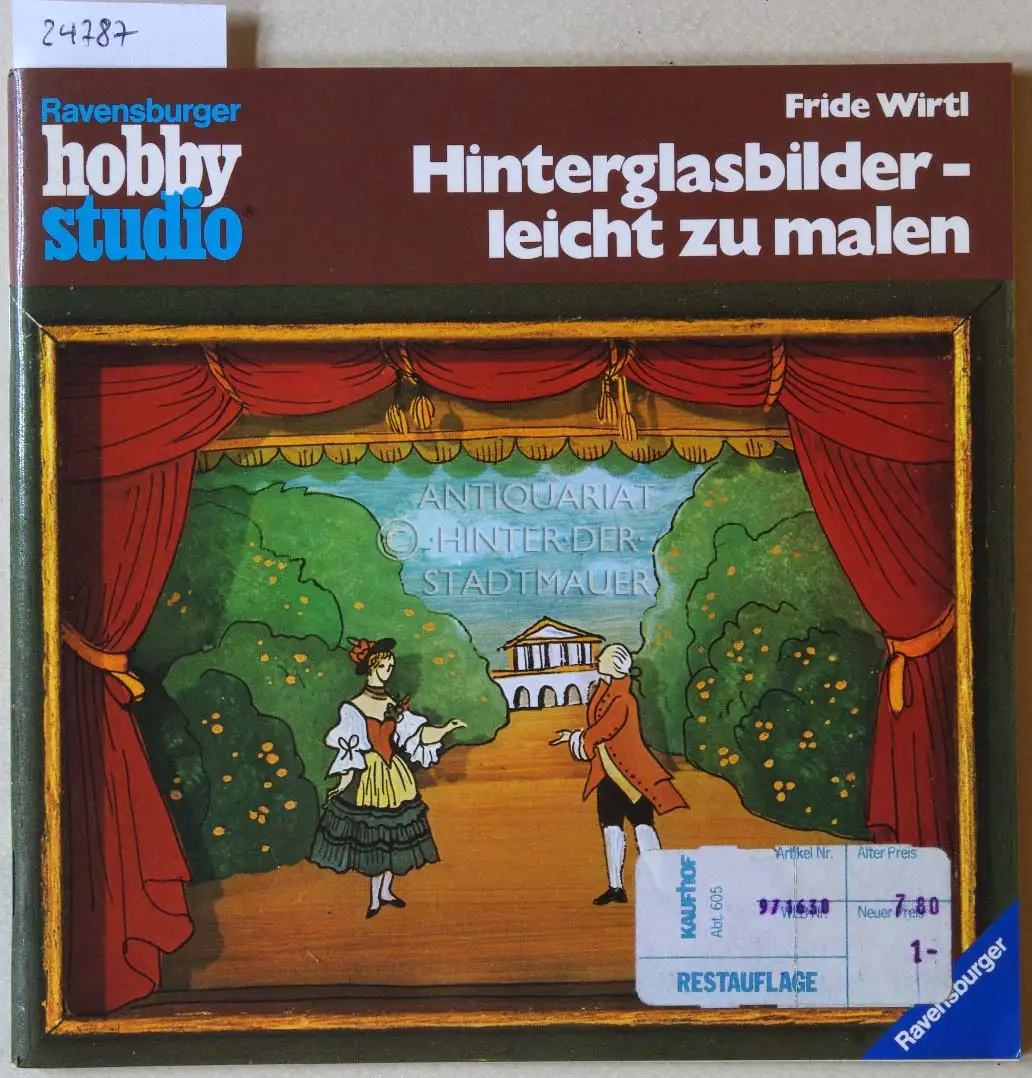 24787
Ravensburger
hobby
studio®
Fride Wirtl
Hinterglasbilder –
leicht zu malen
ANTIQUARIAT
© ·HINTER·DER·
STADTMAUER
KAUFHOF
Abt. 605
Artikel Nr.
971630
Alter Preis
7.80
Neuer Preis
1-
RESTAUFLAGE
Ravensburger